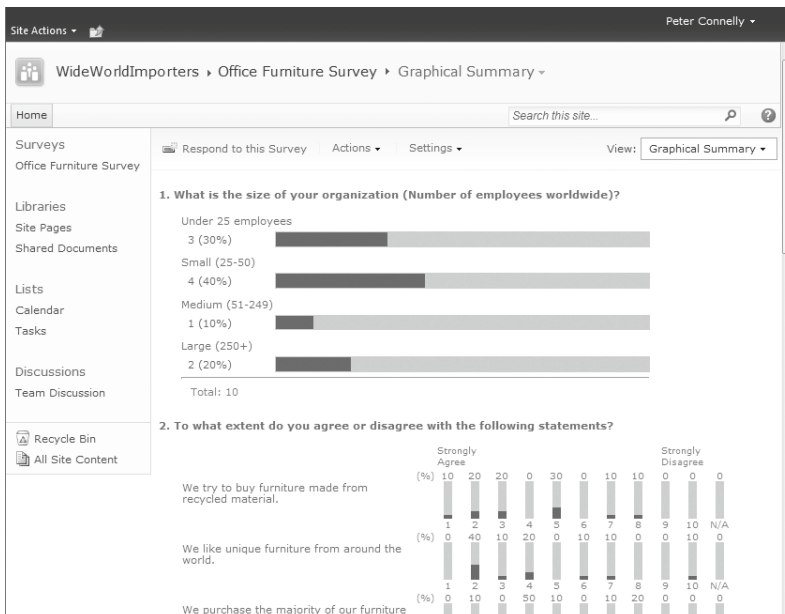 Peter Connelly
Site Actions
WideWorldImporters Office Furniture Survey Graphical Summary
Home
Search this site...
Surveys
Office Furniture Survey
Libraries
Site Pages
Shared Documents
Lists
Calendar
Tasks
Discussions
Team Discussion
Recycle Bin
All Site Content
Respond to this Survey Actions Settings View: Graphical Summary
1. What is the size of your organization (Number of employees worldwide)?
Under 25 employees
3 (30%)
Small (25-50)
4 (40%)
Medium (51-249)
1 (10%)
Large (250+)
2 (20%)
Total: 10
2. To what extent do you agree or disagree with the following statements?
Strongly Strongly
Agree Disagree
(%) 10 20 20 0 30 0 10 10 0 0 0
We try to buy furniture made from
recycled material.
1 2 3 4 5 6 7 8 9 10 N/A
(%) 0 40 10 20 0 10 10 0 0 10 0
We like unique furniture from around the
world.
1 2 3 4 5 6 7 8 9 10 N/A
(%) 0 10 0 50 10 0 10 20 0 0 0
We purchase the majority of our furniture